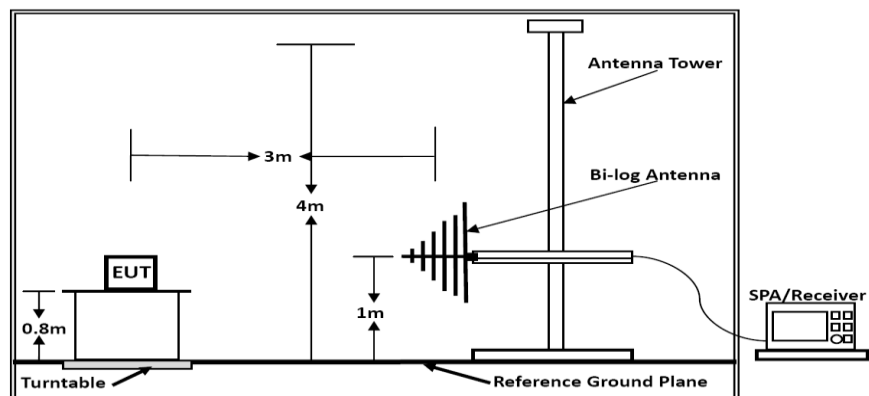 Antenna Tower
3m
Bi-log Antenna
4m
EUT
SPA/Receiver
0.8m
1m
Turntable
Reference Ground Plane